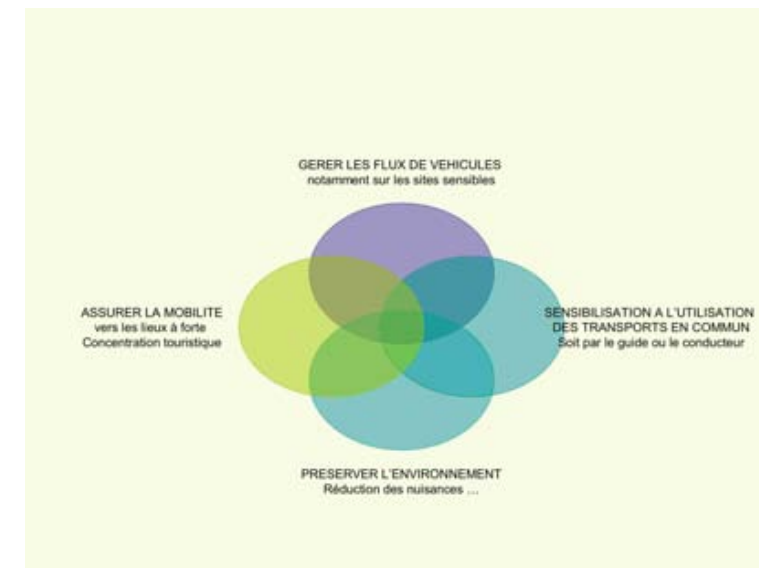 GERER LES FLUX DE VEHICULES
notamment sur les sites sensibles
ASSURER LA MOBILITE
vers les lieux à forte
Concentration touristique
SENSIBILISATION A L'UTILISATION
DES TRANSPORTS EN COMMUN
Soit par le guide ou le conducteur
PRESERVER L'ENVIRONNEMENT
Réduction des nuisances ...